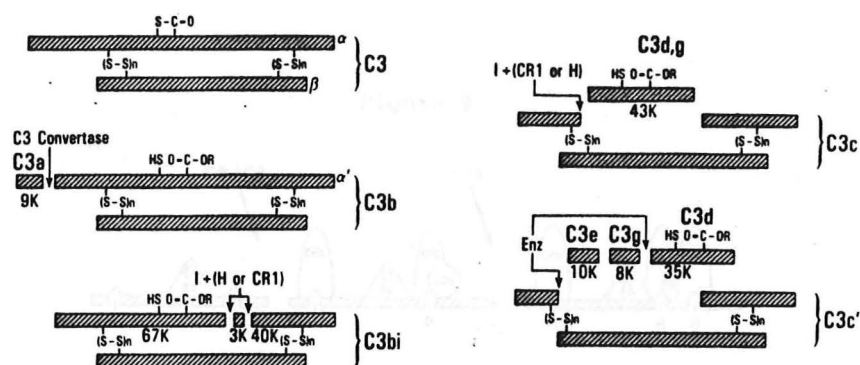 S-C=O
α
(S-S)n
(S-S)n
C3
β
C3 Convertase
C3a
9K
HS O=C-OR
α'
(S-S)n
(S-S)n
C3b
I+(H or CR1)
HS O=C-OR
67K
3K
40K
(S-S)n
(S-S)n
C3bi
C3d,g
I+(CR1 or H)
HS O=C-OR
43K
(S-S)n
(S-S)n
C3c
Enz
C3e
C3g
C3d
HS O=C-OR
10K
8K
35K
(S-S)n
(S-S)n
C3c'